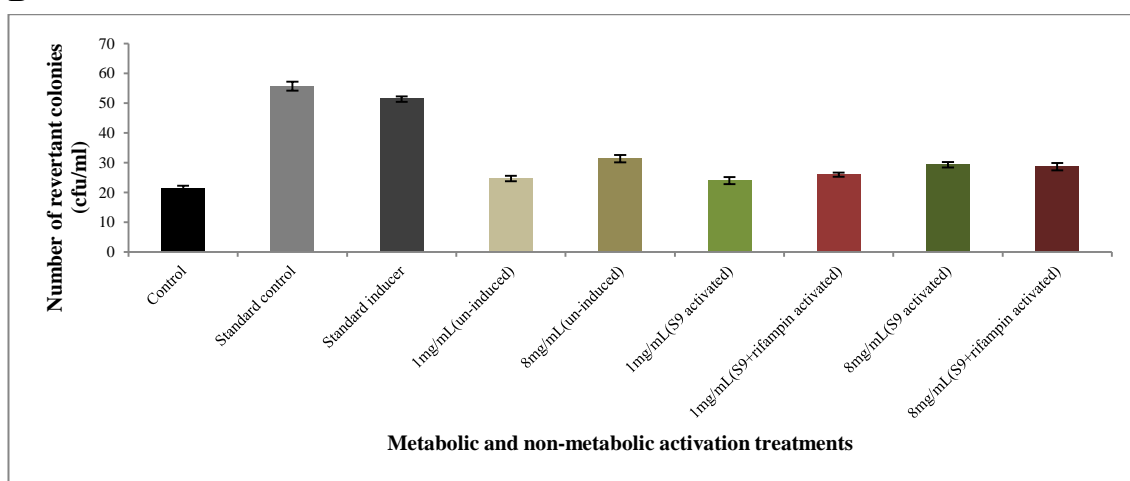 Number of revertant colonies
(cfu/ml)
70
60
50
40
30
20
10
0
Control
Standard control
Standard inducer
1mg/mL(un-induced)
8mg/mL(un-induced)
1mg/mL(S9 activated)
1mg/mL(S9+rifampin activated)
8mg/mL(S9 activated)
8mg/mL(S9+rifampin activated)
Metabolic and non-metabolic activation treatments